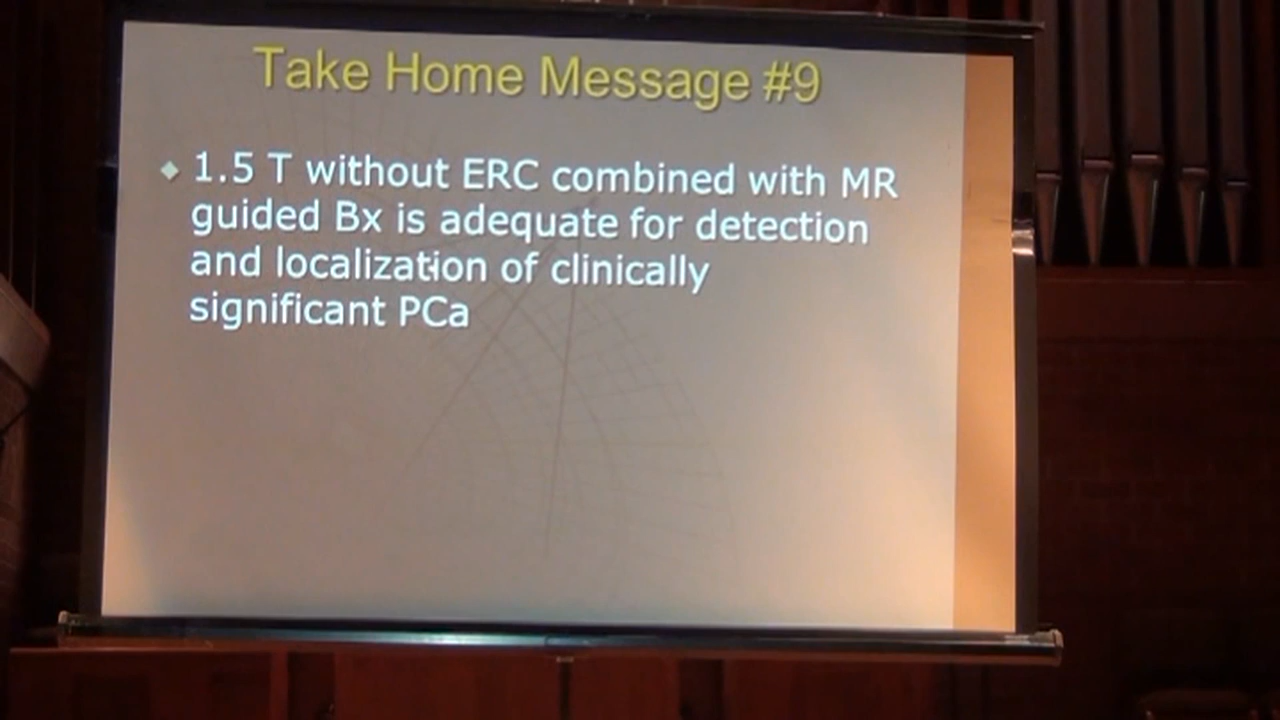 Take Home Message #9
1.5 T without ERC combined with MR
guided Bx is adequate for detection
and localization of clinically
significant PCa